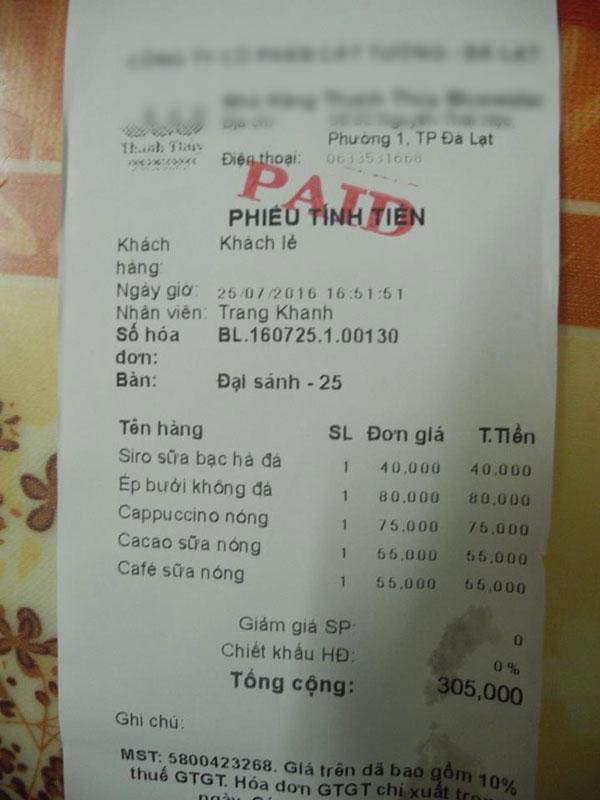 Thanh Thủy
Phường 1, TP Đà Lạt
Điện thoại: 0633531668
PAID
PHIẾU TÍNH TIỀN
Khách hàng: Khách lẻ
Ngày giờ: 25/07/2016 16:51:51
Nhân viên: Trang Khanh
Số hóa đơn: BL.160725.1.00130
Bàn: Đại sảnh - 25
Tên hàng SL Đơn giá T.Tiền
Siro sữa bạc hà đá 1 40,000 40,000
Ép bưởi không đá 1 80,000 80,000
Cappuccino nóng 1 75,000 75,000
Cacao sữa nóng 1 55,000 55,000
Café sữa nóng 1 55,000 55,000
Giảm giá SP: 0
Chiết khấu HĐ: 0%
Tổng cộng: 305,000
Ghi chú:
MST: 5800423268. Giá trên đã bao gồm 10%
thuế GTGT. Hóa đơn GTGT chỉ xuất trong